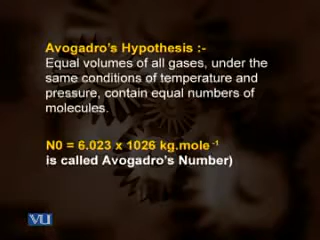 Avogadro's Hypothesis :-
Equal volumes of all gases, under the
same conditions of temperature and
pressure, contain equal numbers of
molecules.
N0 = 6.023 x 1026 kg.mole -1
is called Avogadro's Number)
VU